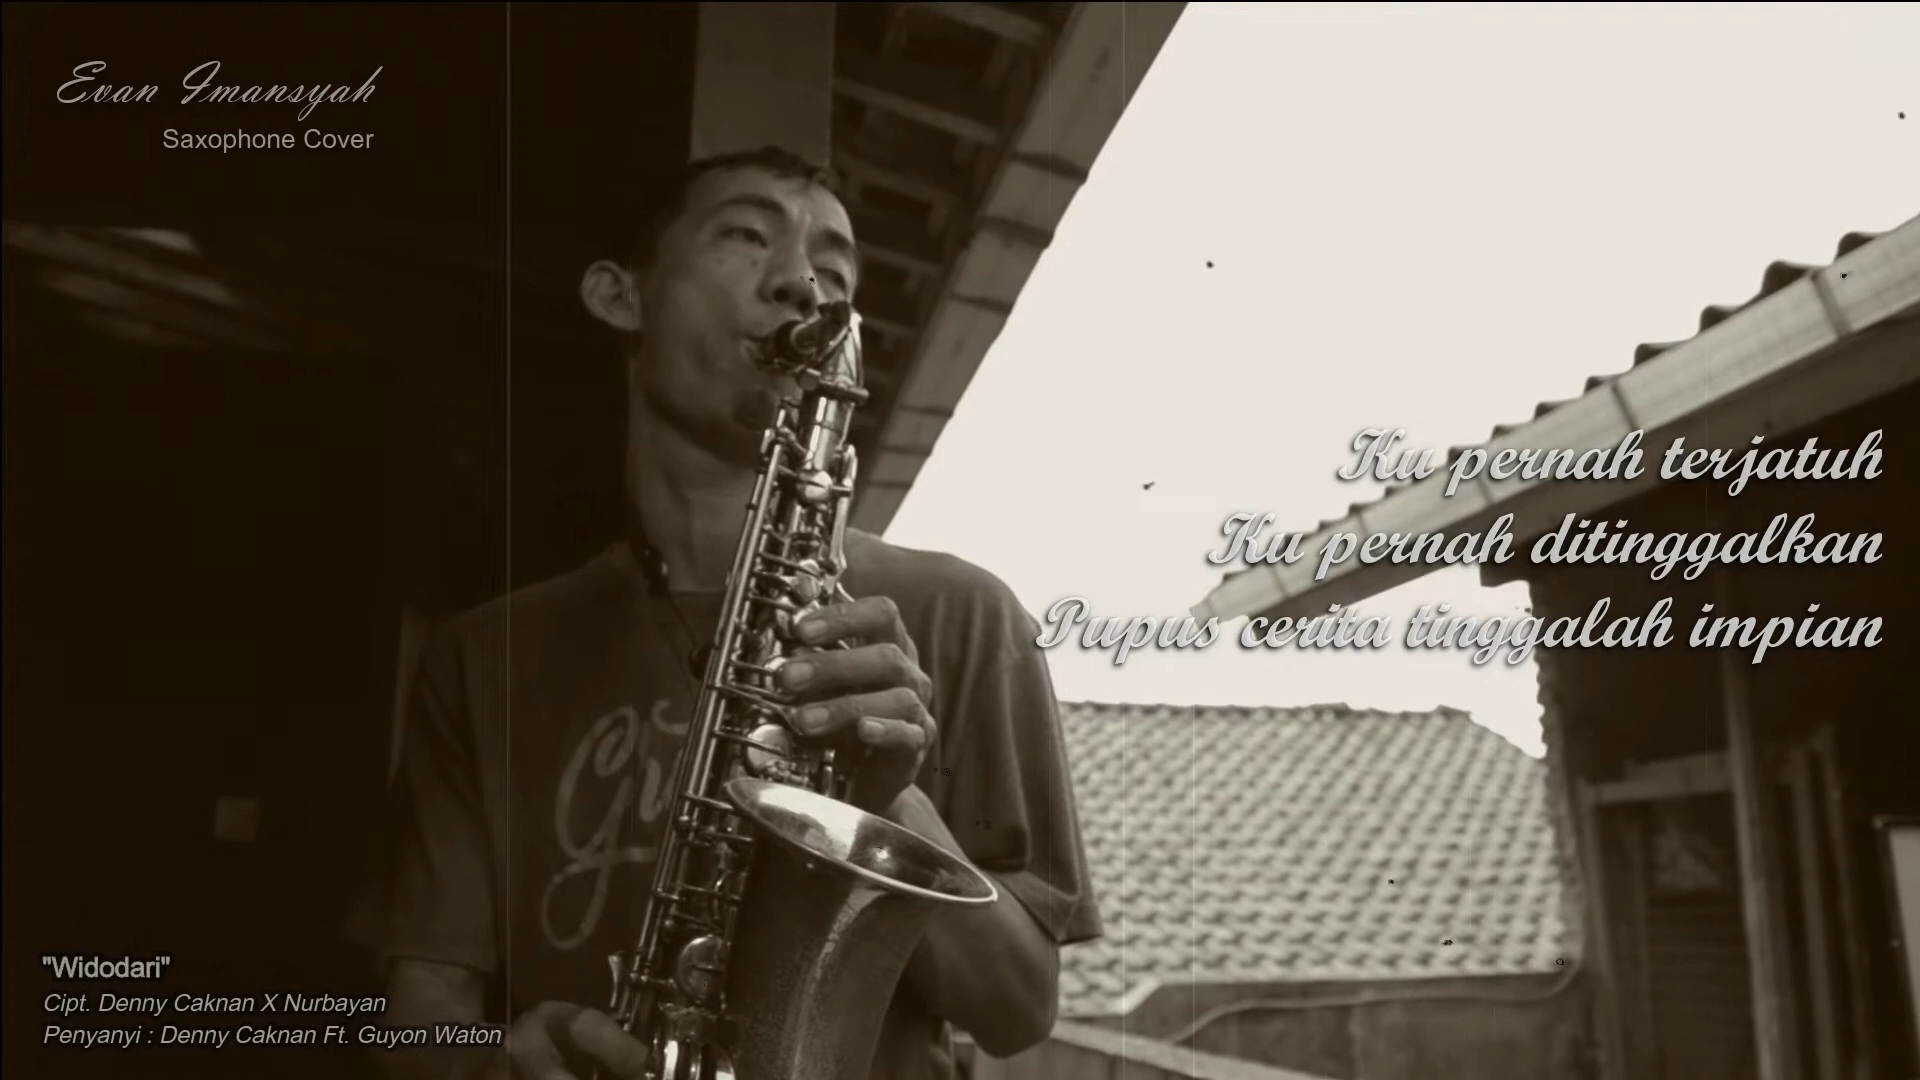 Evan Imansyah
Saxophone Cover
Ku pernah terjatuh
Ku pernah ditinggalkan
Pupus cerita tinggalah impian
"Widodari"
Cipt. Denny Caknan X Nurbayan
Penyanyi : Denny Caknan Ft. Guyon Waton